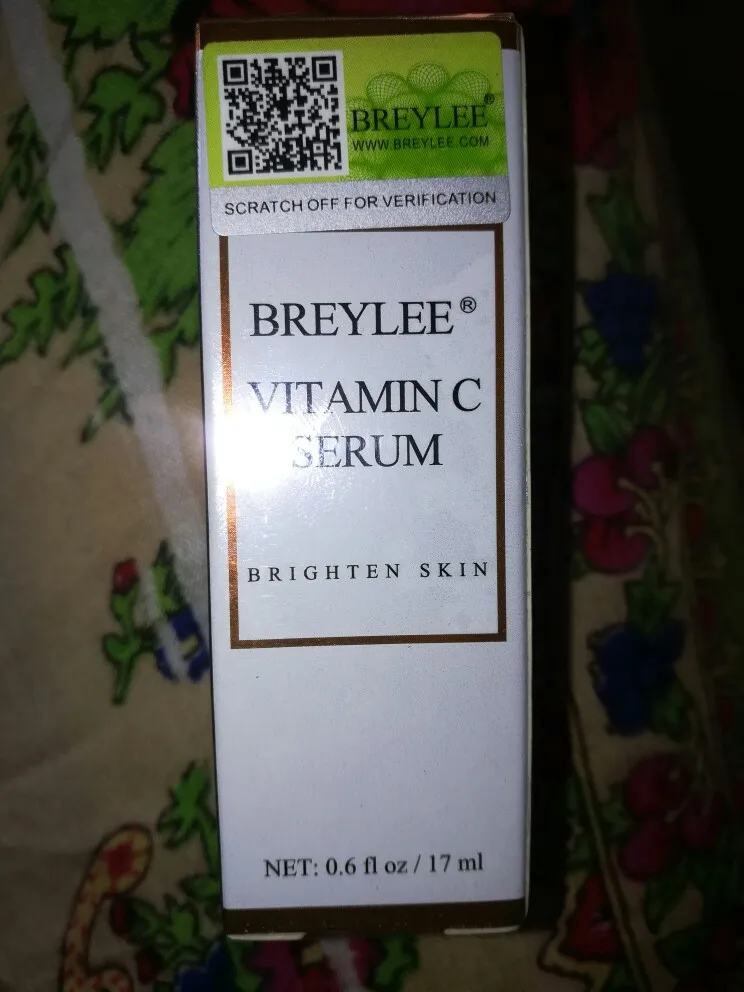 BREYLEE®
WWW.BREYLEE.COM
SCRATCH OFF FOR VERIFICATION
BREYLEE®
VITAMIN C
SERUM
BRIGHTEN SKIN
NET: 0.6 fl oz / 17 ml